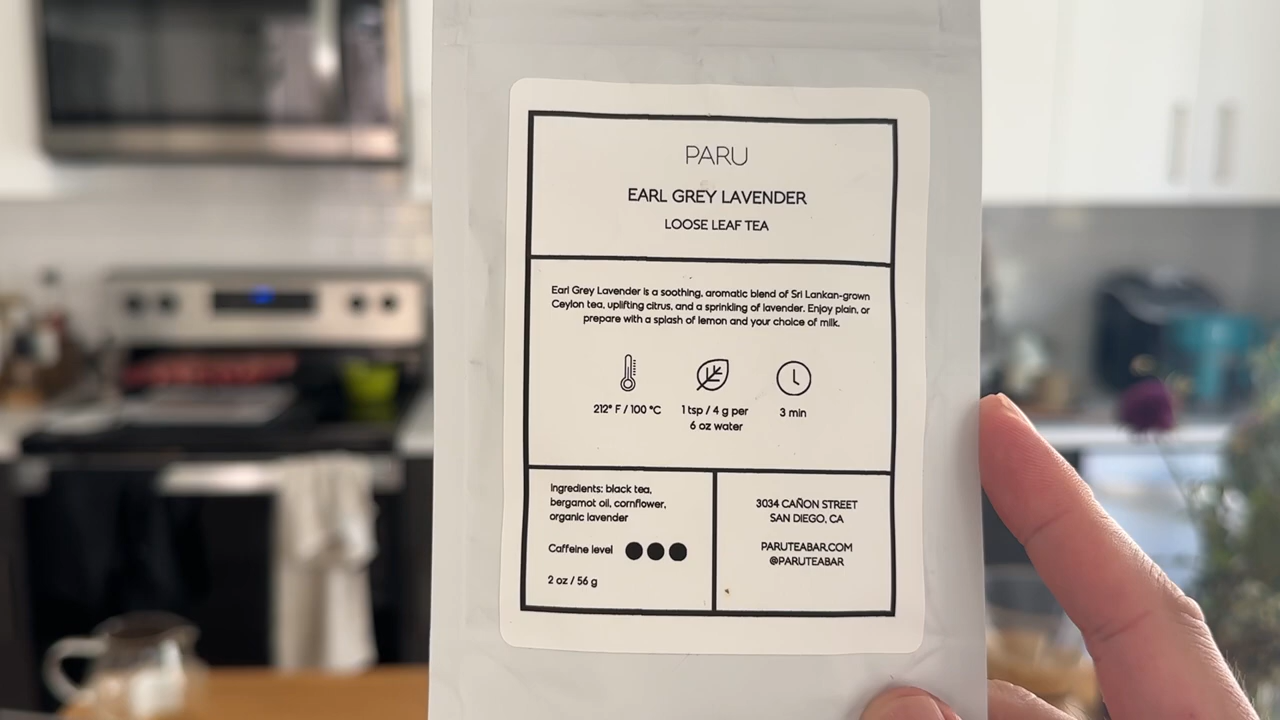 PARU
EARL GREY LAVENDER
LOOSE LEAF TEA
Earl Grey Lavender is a soothing, aromatic blend of Sri Lankan-grown
Ceylon tea, uplifting citrus, and a sprinkling of lavender. Enjoy plain, or
prepare with a splash of lemon and your choice of milk.
212° F / 100 °C
1 tsp / 4 g per
6 oz water
3 min
Ingredients: black tea,
bergamot oil, cornflower,
organic lavender
Caffeine level
2 oz / 56 g
3034 CAÑON STREET
SAN DIEGO, CA
PARUTEABAR.COM
@PARUTEABAR